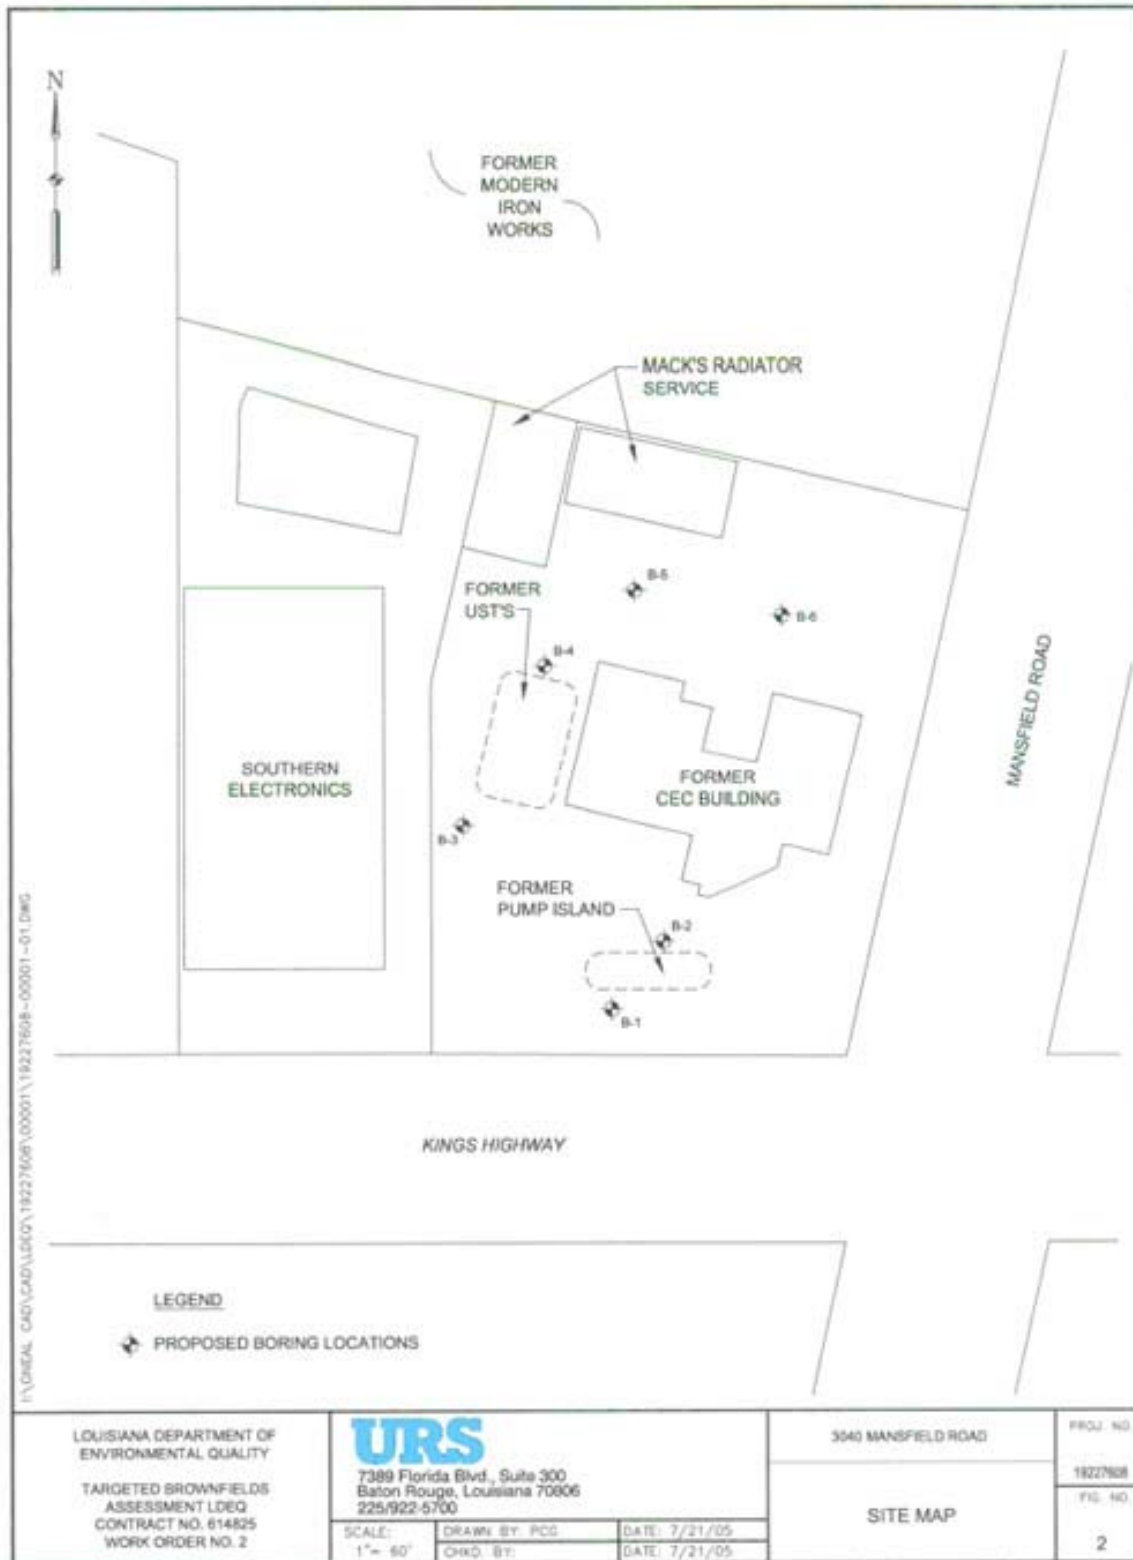 N
FORMER
MODERN
IRON
WORKS
MACK'S RADIATOR
SERVICE
FORMER
UST'S
B-5
B-6
B-4
MANSFIELD ROAD
SOUTHERN
ELECTRONICS
FORMER
CEC BUILDING
B-3
FORMER
PUMP ISLAND
B-2
B-1
KINGS HIGHWAY
LEGEND
PROPOSED BORING LOCATIONS
LOUISIANA DEPARTMENT OF
ENVIRONMENTAL QUALITY
TARGETED BROWNFIELDS
ASSESSMENT LDEQ
CONTRACT NO. 614825
WORK ORDER NO. 2
URS
7389 Florida Blvd., Suite 300
Baton Rouge, Louisiana 70806
225/922-5700
SCALE:
1"= 60'
DRAWN BY: PCG
DATE: 7/21/05
CHKD. BY:
DATE: 7/21/05
3040 MANSFIELD ROAD
SITE MAP
PROJ. NO
19227608
FIG. NO.
2